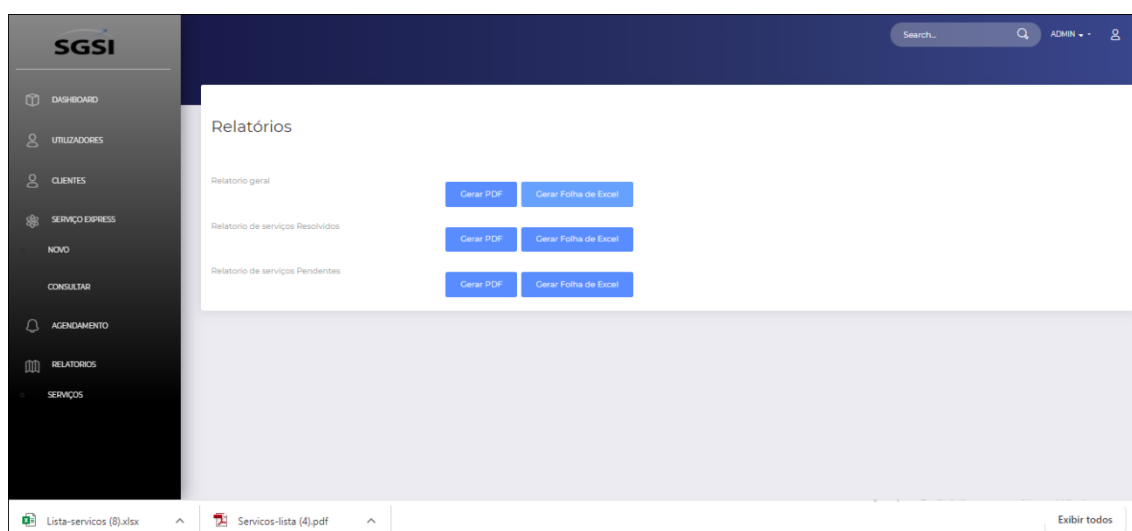 SGSI
Search...
ADMIN
DASHBOARD
UTILIZADORES
CLIENTES
SERVIÇO EXPRESS
NOVO
CONSULTAR
AGENDAMENTO
RELATORIOS
SERVIÇOS
Relatórios
Relatorio geral
Gerar PDF Gerar Folha de Excel
Relatorio de serviços Resolvidos
Gerar PDF Gerar Folha de Excel
Relatorio de serviços Pendentes
Gerar PDF Gerar Folha de Excel
Lista-servicos (8).xlsx Servicos-lista (4).pdf Exibir todos